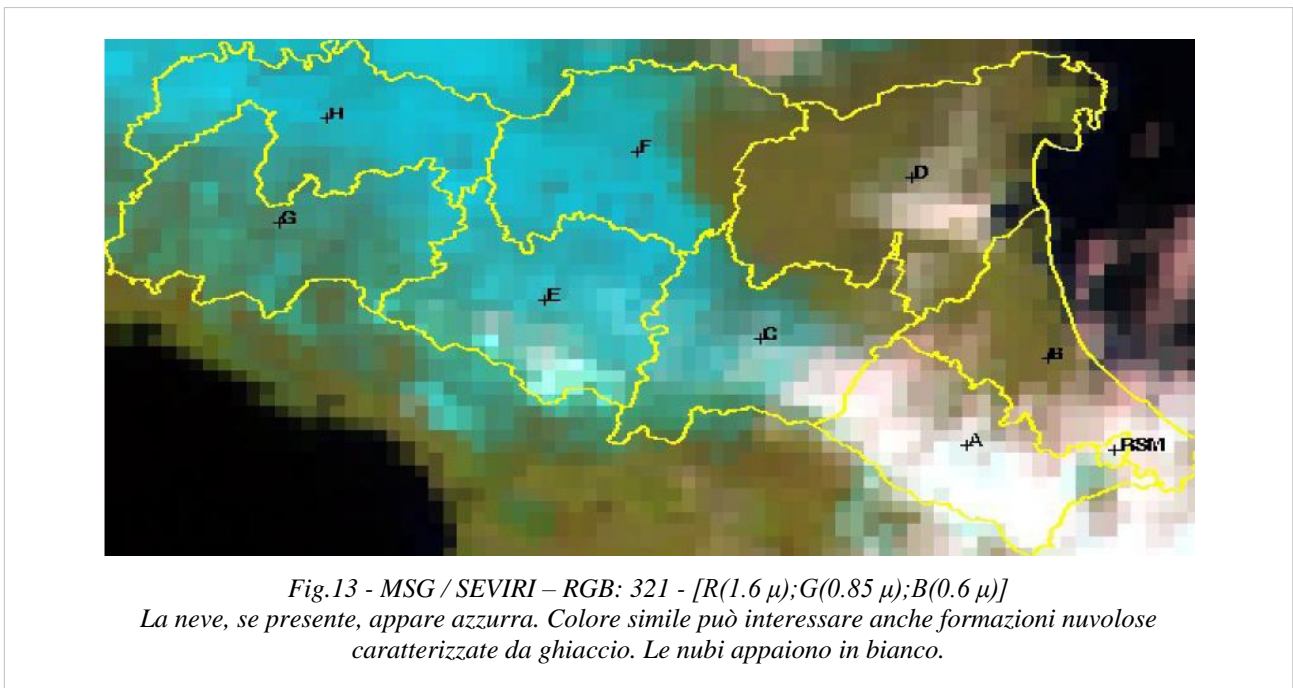 H
F
D
G
E
C
B
A
RSM
Fig.13 - MSG / SEVIRI – RGB: 321 - [R(1.6 μ);G(0.85 μ);B(0.6 μ)]
La neve, se presente, appare azzurra. Colore simile può interessare anche formazioni nuvolose
caratterizzate da ghiaccio. Le nubi appaiono in bianco.